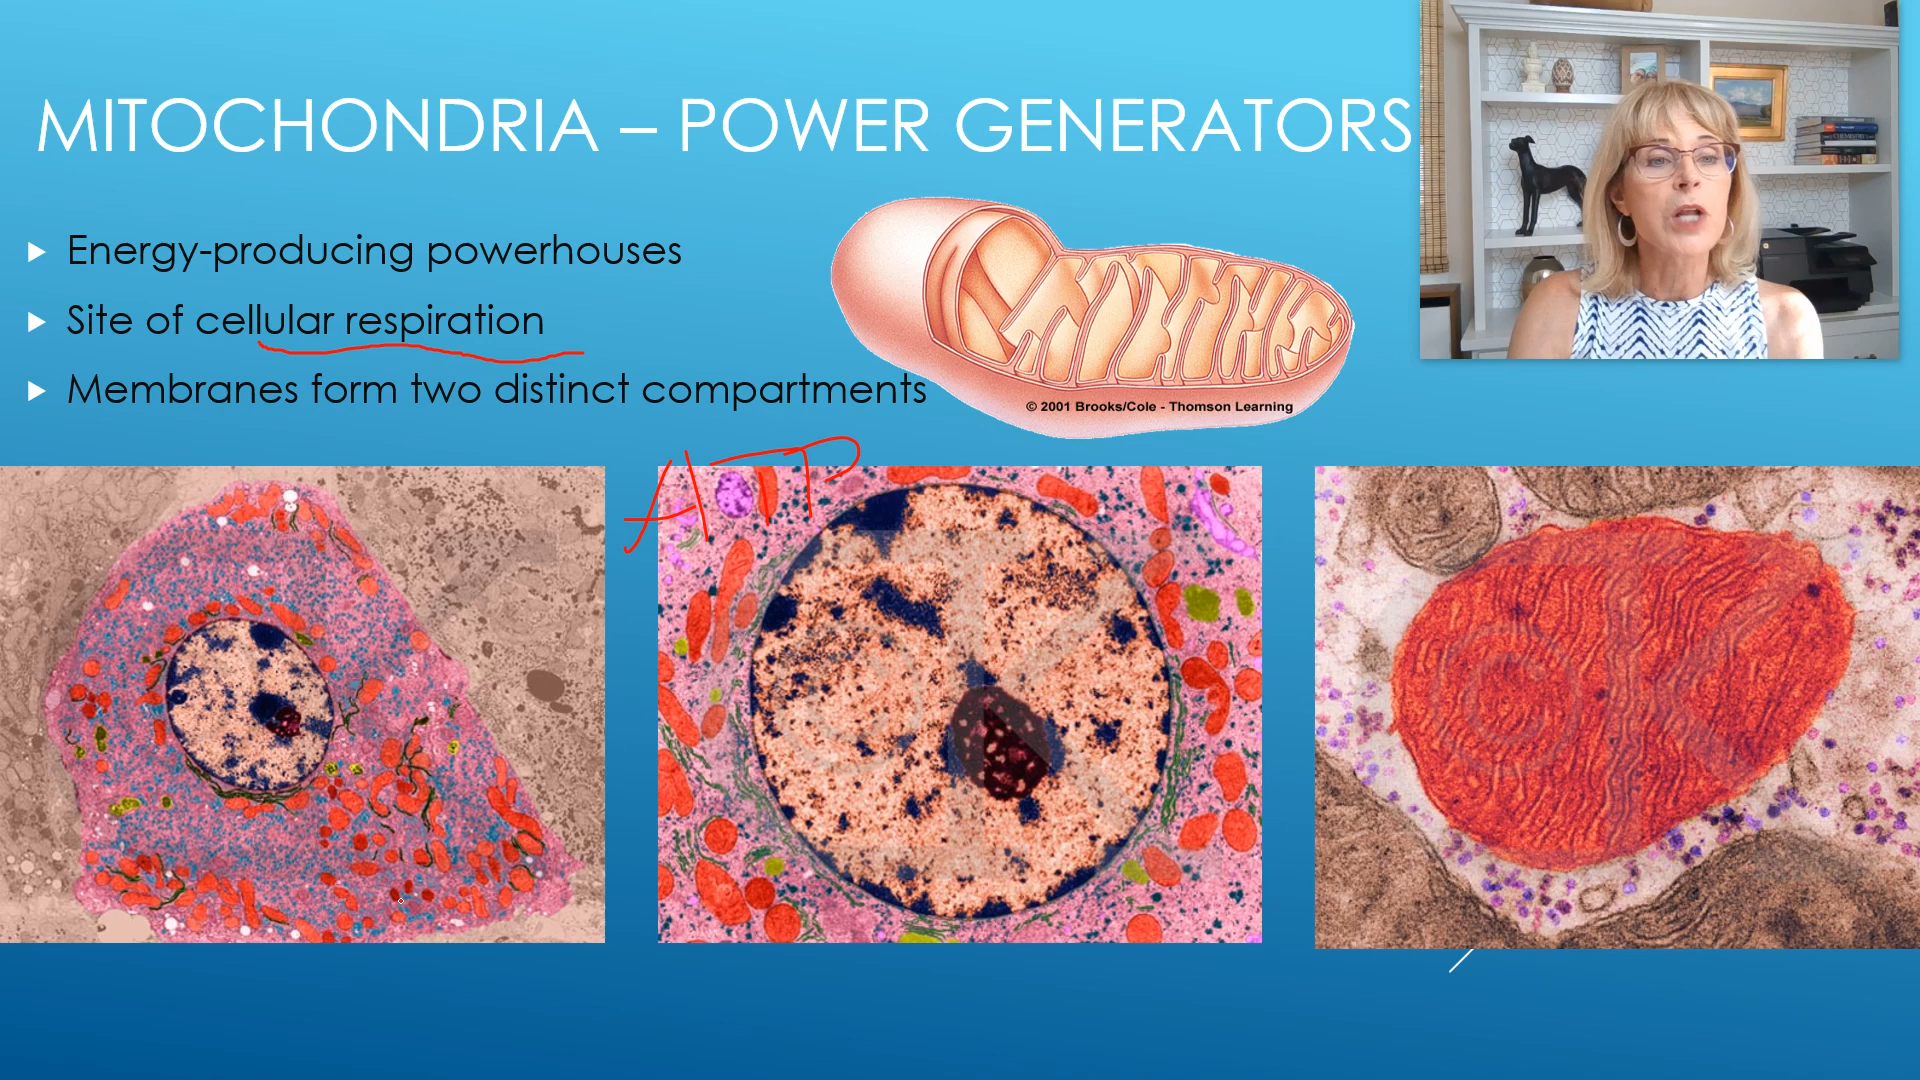 MITOCHONDRIA – POWER GENERATORS
Energy-producing powerhouses
Site of cellular respiration
Membranes form two distinct compartments
© 2001 Brooks/Cole - Thomson Learning
ATP